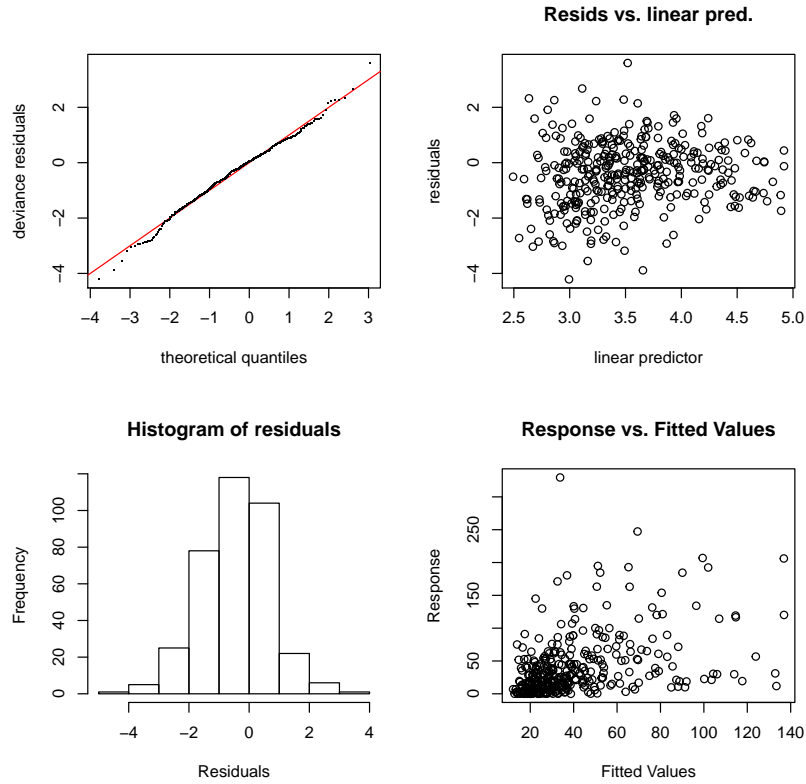 Resids vs. linear pred.
deviance residuals
−4 −2 0 2
−4 −3 −2 −1 0 1 2 3
theoretical quantiles
residuals
−4 −2 0 2
2.5 3.0 3.5 4.0 4.5 5.0
linear predictor
Histogram of residuals
Frequency
0 20 40 60 80 100
−4 −2 0 2 4
Residuals
Response vs. Fitted Values
Response
0 50 150 250
20 40 60 80 100 120 140
Fitted Values